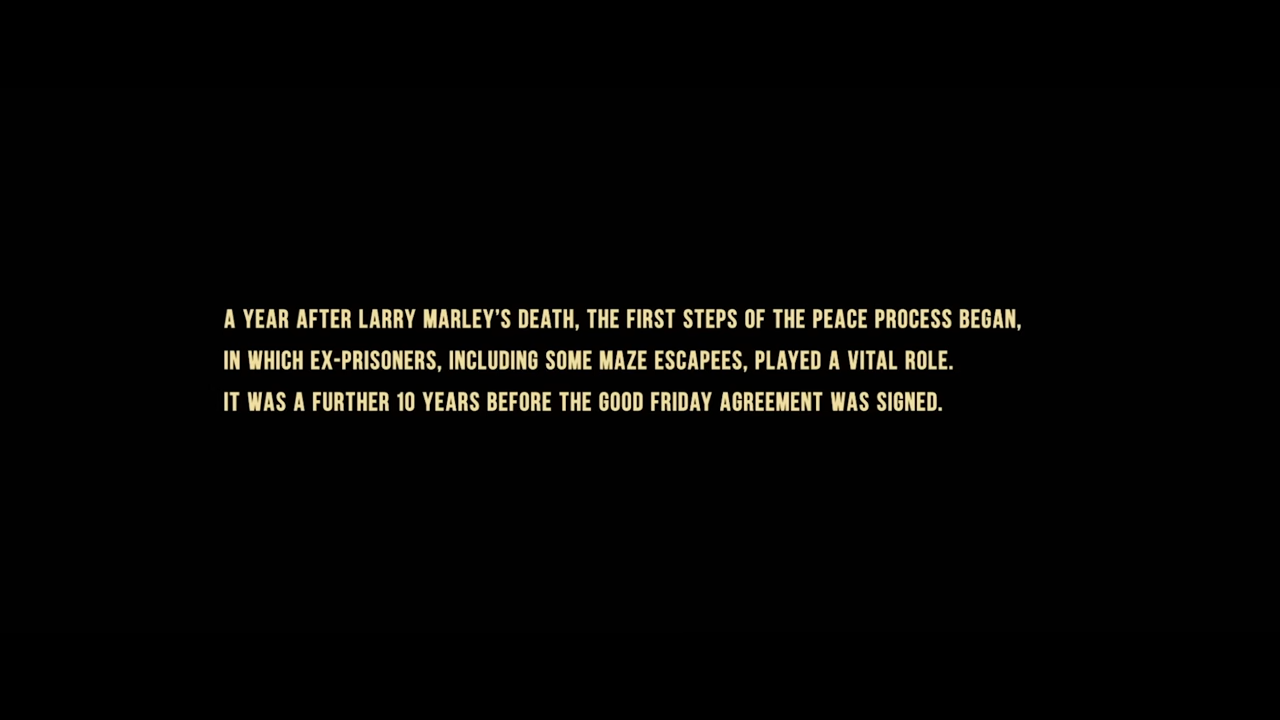 A YEAR AFTER LARRY MARLEY'S DEATH, THE FIRST STEPS OF THE PEACE PROCESS BEGAN,
IN WHICH EX-PRISONERS, INCLUDING SOME MAZE ESCAPEES, PLAYED A VITAL ROLE.
IT WAS A FURTHER 10 YEARS BEFORE THE GOOD FRIDAY AGREEMENT WAS SIGNED.